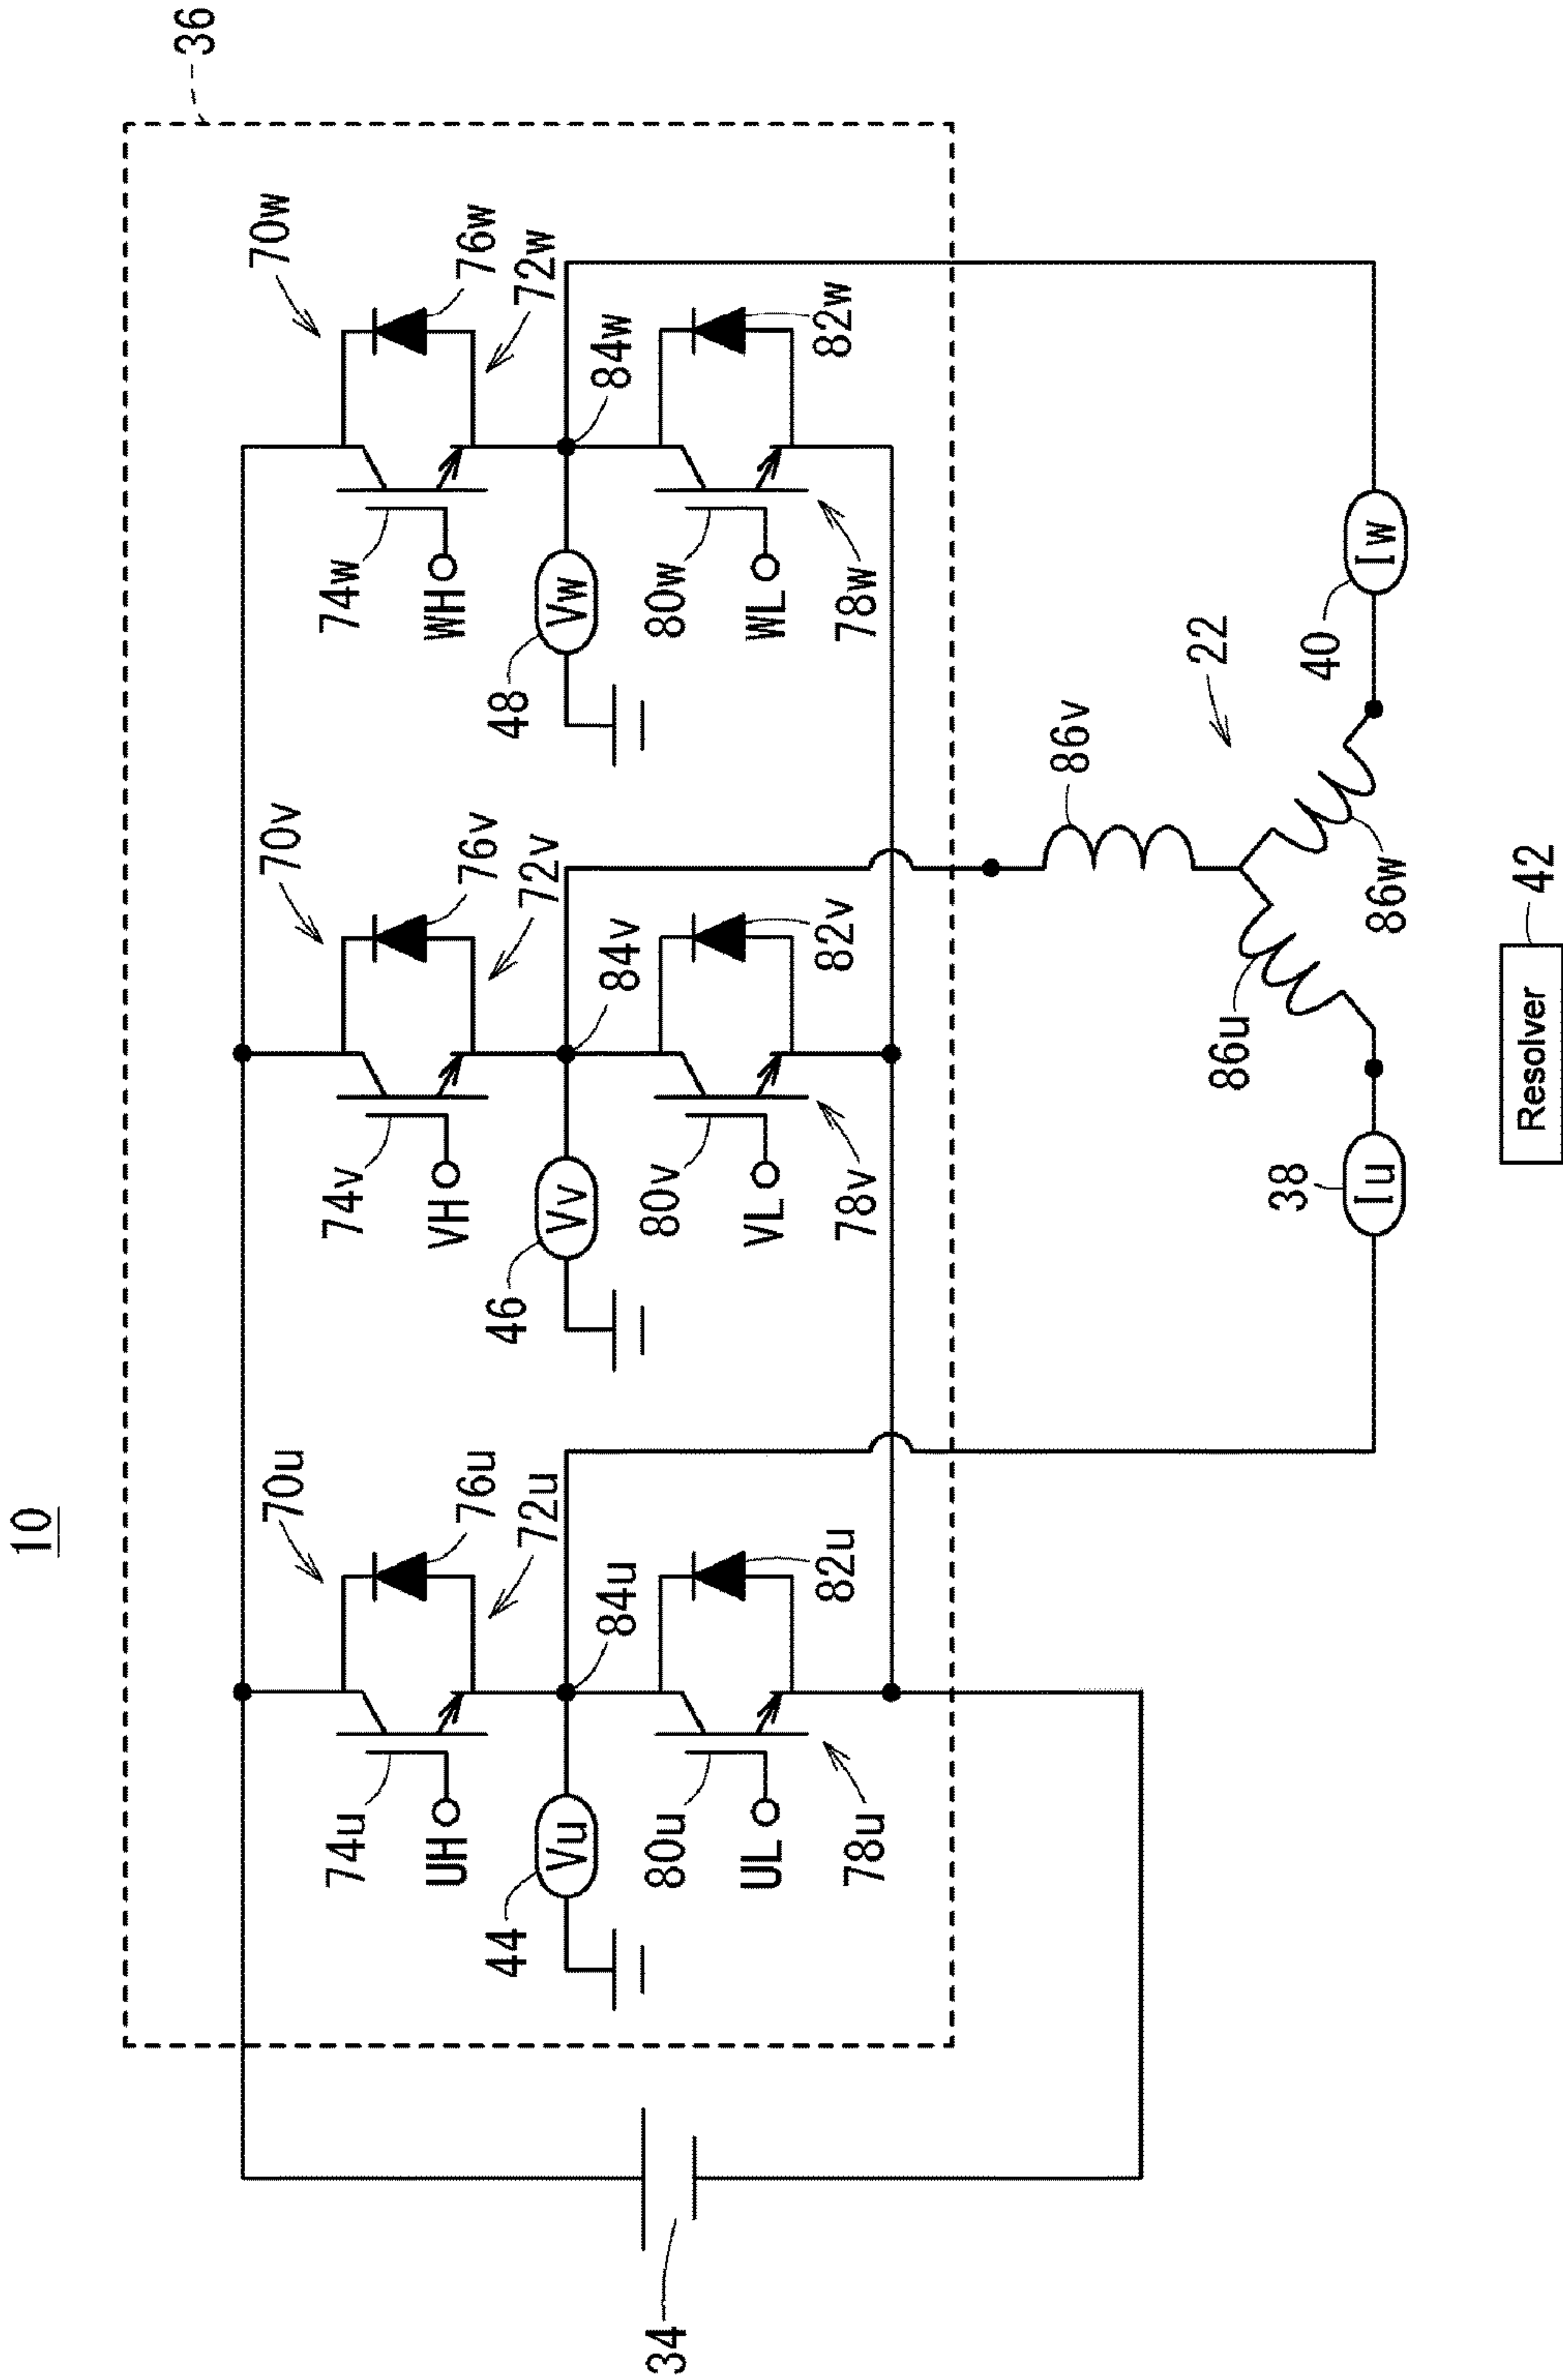 10
36
70u
70v
70w
74u
76u
72u
74v
76v
72v
74w
76w
72w
UH
VH
WH
44
Vu
84u
46
Vv
84v
48
Vw
84w
80u
82u
80v
82v
80w
82w
UL
VL
WL
78u
78v
78w
34
86v
22
86u
86w
38
Iu
40
Iw
Resolver
42